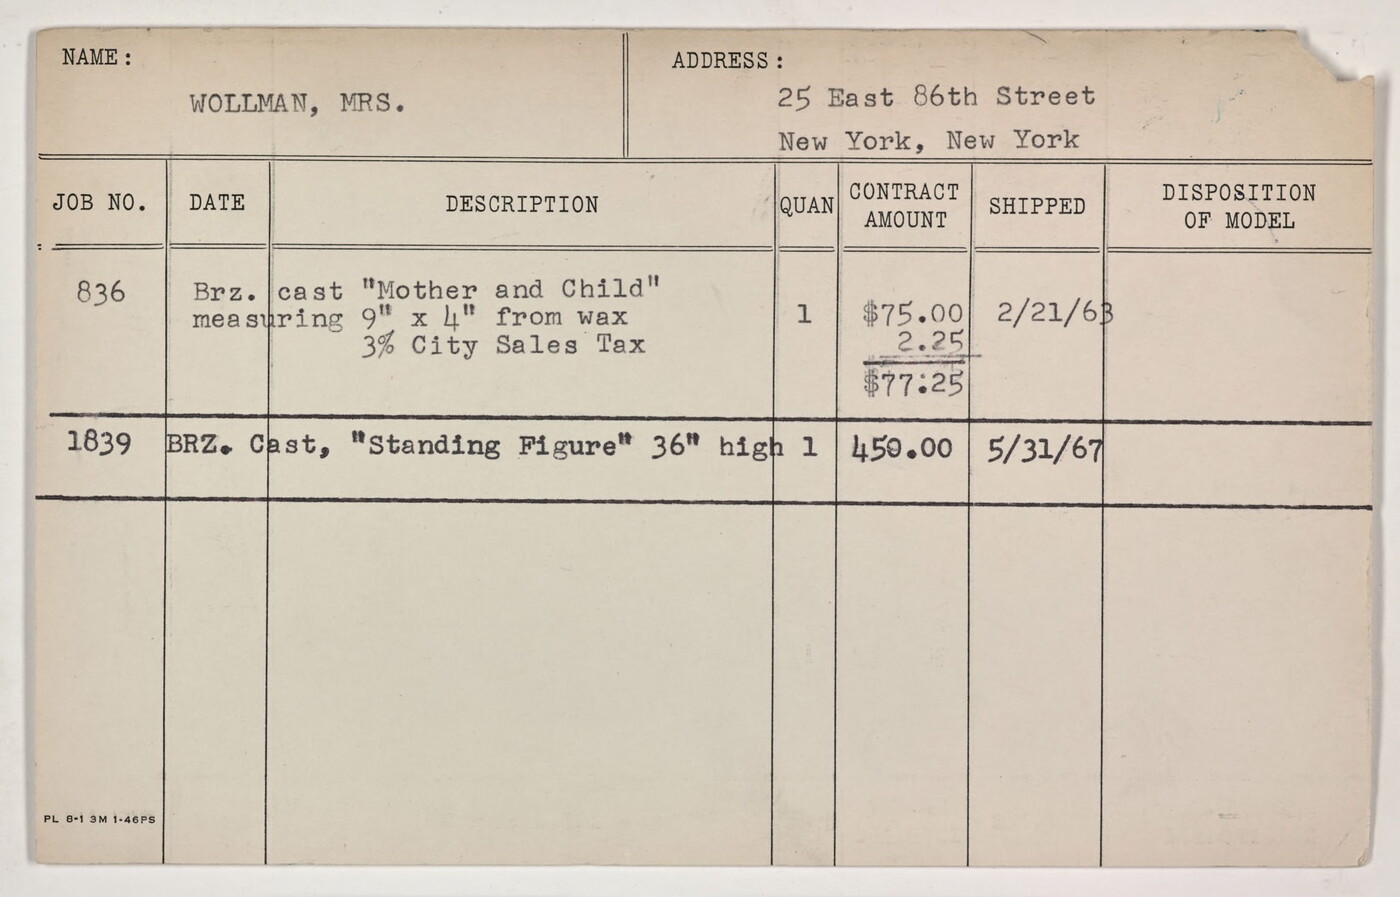 NAME: ADDRESS:
WOLLMAN, MRS. 25 East 86th Street
New York, New York
JOB NO. DATE DESCRIPTION QUAN CONTRACT AMOUNT SHIPPED DISPOSITION OF MODEL
836 Brz. cast "Mother and Child"
measuring 9" x 4" from wax 1 $75.00 2/21/63
3% City Sales Tax 2.25
$77.25
1839 BRZ. Cast, "Standing Figure" 36" high 1 450.00 5/31/67
PL 8-1 3M 1-46PS